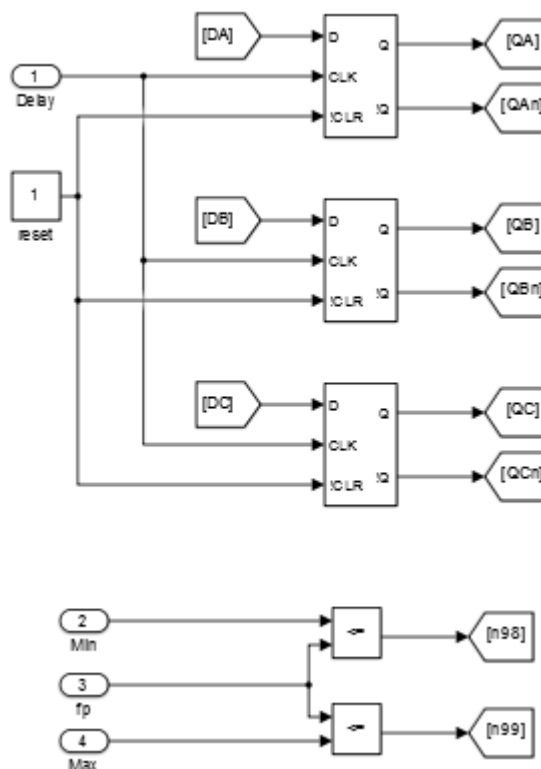 [DA]
D
Q
[QA]
1
Delay
CLK
!CLR
!Q
[QAn]
1
reset
[DB]
D
Q
[QB]
CLK
!CLR
!Q
[QBn]
[DC]
D
Q
[QC]
CLK
!CLR
!Q
[QCn]
2
Min
<=
[n98]
3
fp
4
Max
<=
[n99]